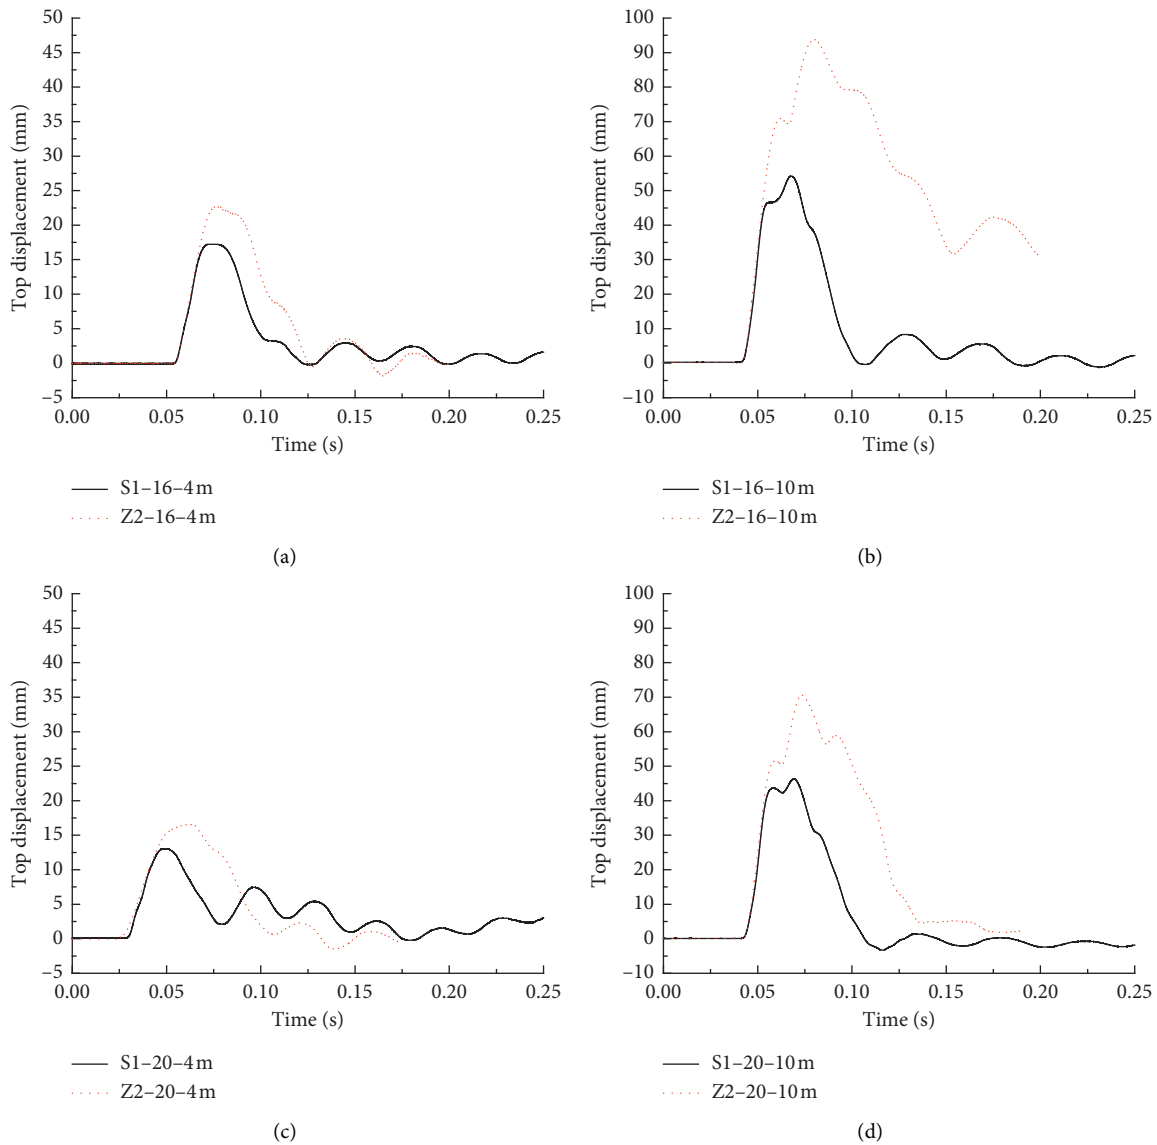 50
45
40
35
30
25
20
15
10
5
0
–5
Top displacement (mm)
0.00 0.05 0.10 0.15 0.20 0.25
Time (s)
S1–16–4 m
Z2–16–4 m
(a)
100
90
80
70
60
50
40
30
20
10
0
–10
Top displacement (mm)
0.00 0.05 0.10 0.15 0.20 0.25
Time (s)
S1–16–10 m
Z2–16–10 m
(b)
50
45
40
35
30
25
20
15
10
5
0
–5
Top displacement (mm)
0.00 0.05 0.10 0.15 0.20 0.25
Time (s)
S1–20–4 m
Z2–20–4 m
(c)
100
90
80
70
60
50
40
30
20
10
0
–10
Top displacement (mm)
0.00 0.05 0.10 0.15 0.20 0.25
Time (s)
S1–20–10 m
Z2–20–10 m
(d)